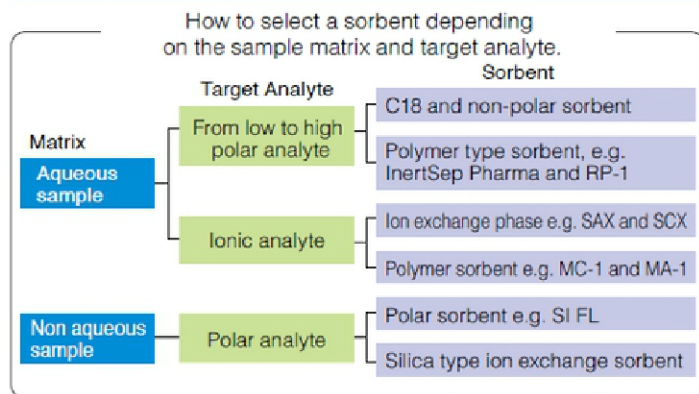 How to select a sorbent depending
on the sample matrix and target analyte.
Sorbent
Target Analyte
Matrix
Aqueous
sample
From low to high
polar analyte
C18 and non-polar sorbent
Polymer type sorbent, e.g.
InertSep Pharma and RP-1
Ionic analyte
Ion exchange phase e.g. SAX and SCX
Polymer sorbent e.g. MC-1 and MA-1
Non aqueous
sample
Polar analyte
Polar sorbent e.g. SI FL
Silica type ion exchange sorbent